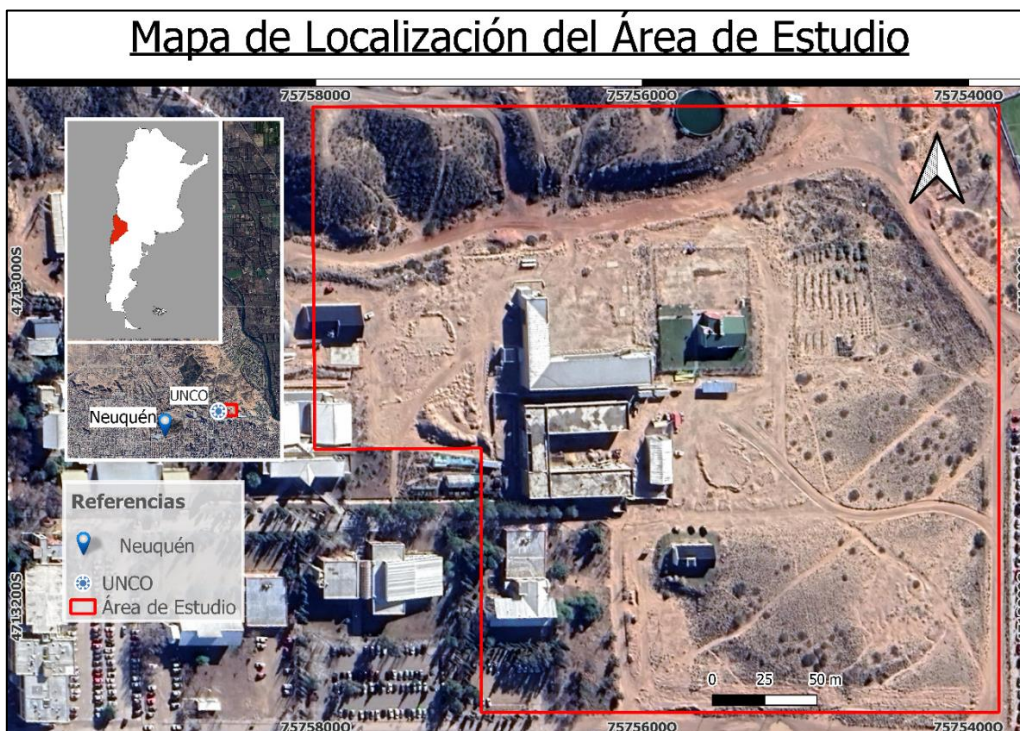 Mapa de Localización del Área de Estudio
7575800O
7575600O
7575400O
4713000S
UNCO
Neuquén
Referencias
Neuquén
UNCO
Área de Estudio
4713200S
0 25 50 m
7575800O
7575600O
7575400O